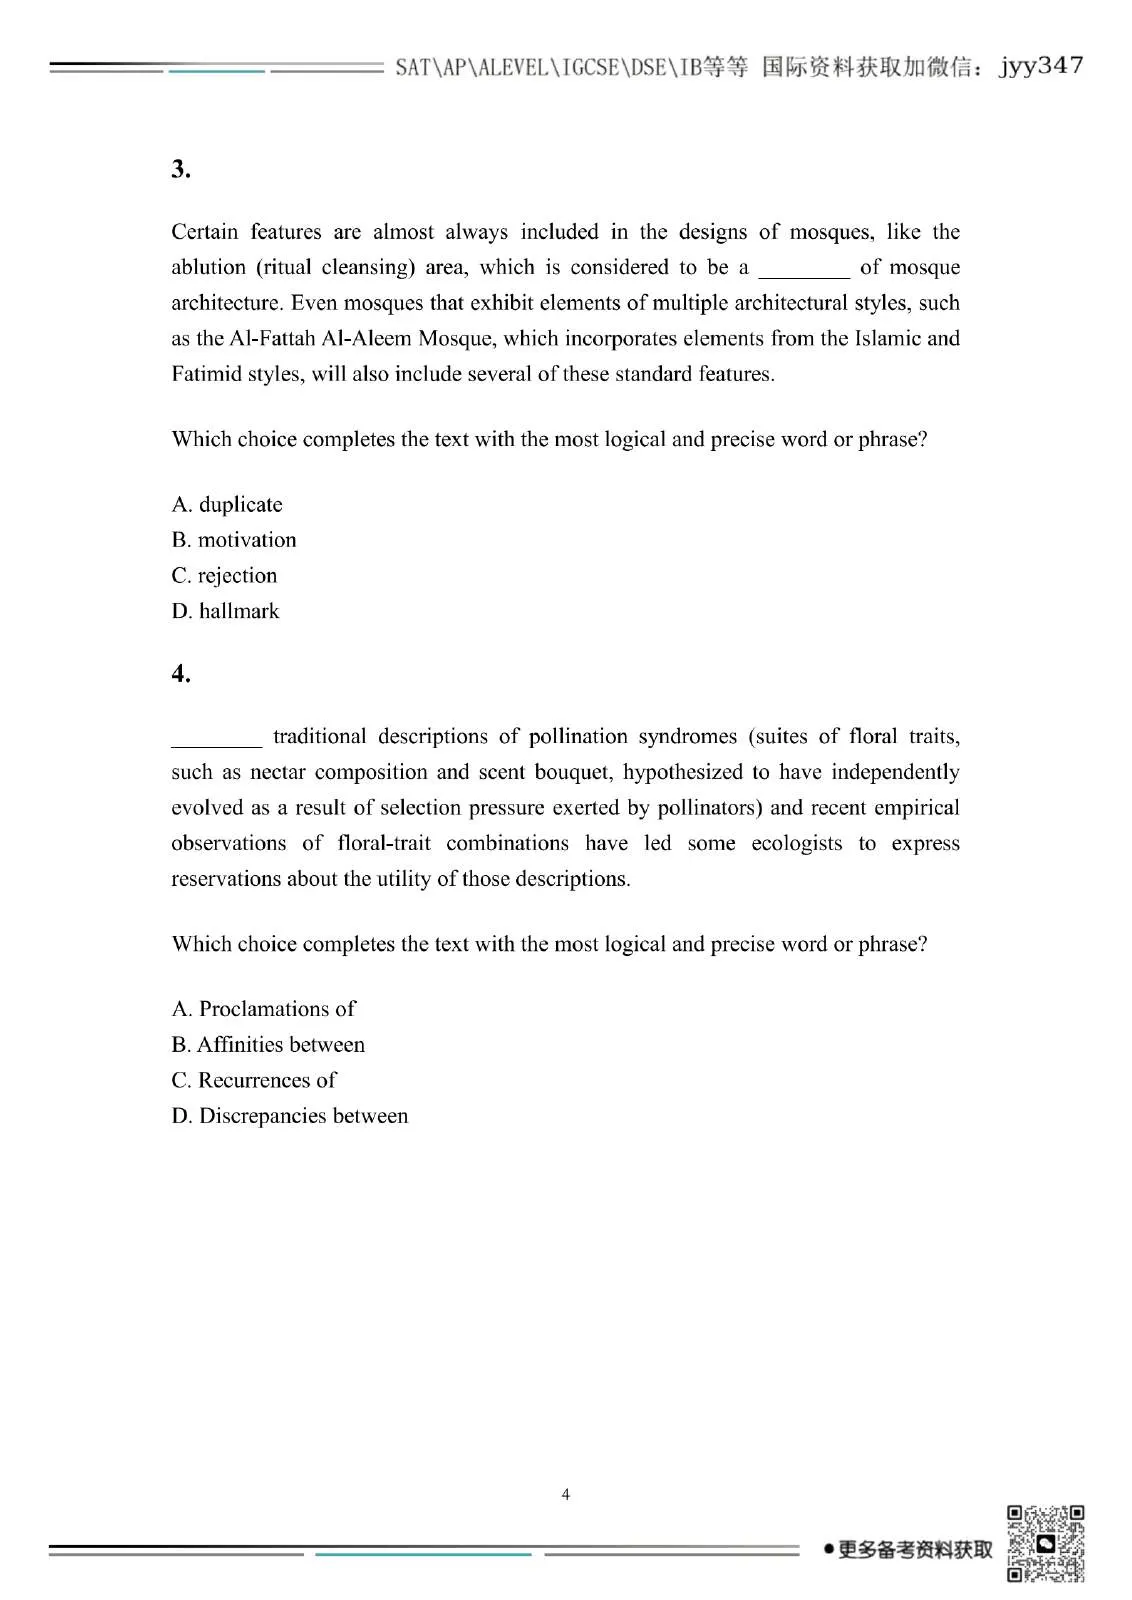 SAT\AP\ALEVEL\IGCSE\DSE\IB等等 国际资料获取加微信：jyy347
3.
Certain features are almost always included in the designs of mosques, like the
ablution (ritual cleansing) area, which is considered to be a ________ of mosque
architecture. Even mosques that exhibit elements of multiple architectural styles, such
as the Al-Fattah Al-Aleem Mosque, which incorporates elements from the Islamic and
Fatimid styles, will also include several of these standard features.
Which choice completes the text with the most logical and precise word or phrase?
A. duplicate
B. motivation
C. rejection
D. hallmark
4.
________ traditional descriptions of pollination syndromes (suites of floral traits,
such as nectar composition and scent bouquet, hypothesized to have independently
evolved as a result of selection pressure exerted by pollinators) and recent empirical
observations of floral-trait combinations have led some ecologists to express
reservations about the utility of those descriptions.
Which choice completes the text with the most logical and precise word or phrase?
A. Proclamations of
B. Affinities between
C. Recurrences of
D. Discrepancies between
4
●更多备考资料获取